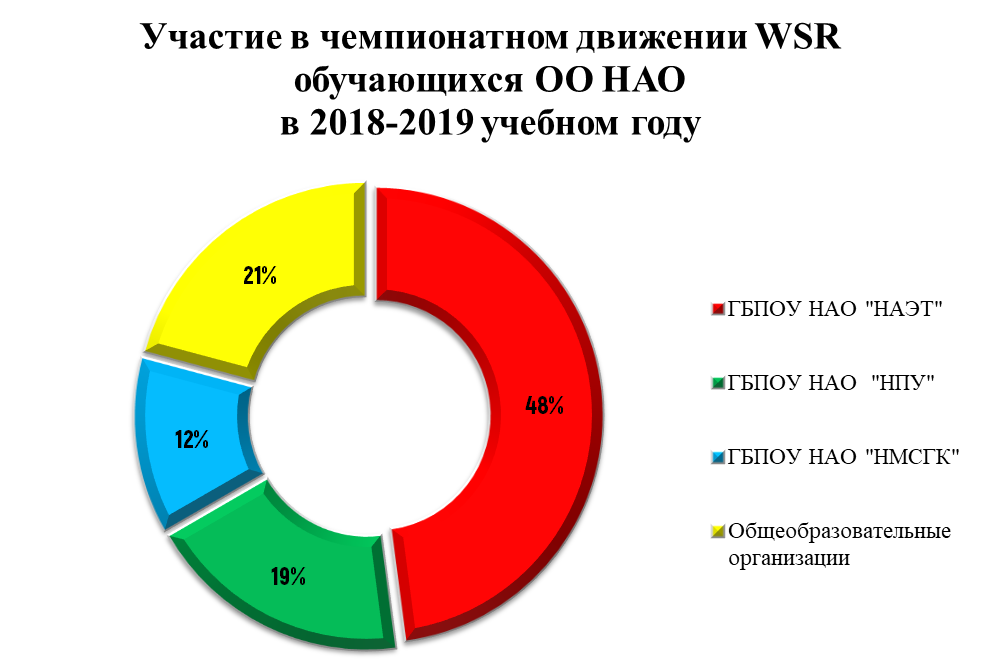 Участие в чемпионатном движении WSR
обучающихся ОО НАО
в 2018-2019 учебном году
21%
48%
12%
19%
ГБПОУ НАО "НАЭТ"
ГБПОУ НАО "НПУ"
ГБПОУ НАО "НМСГК"
Общеобразовательные
организации